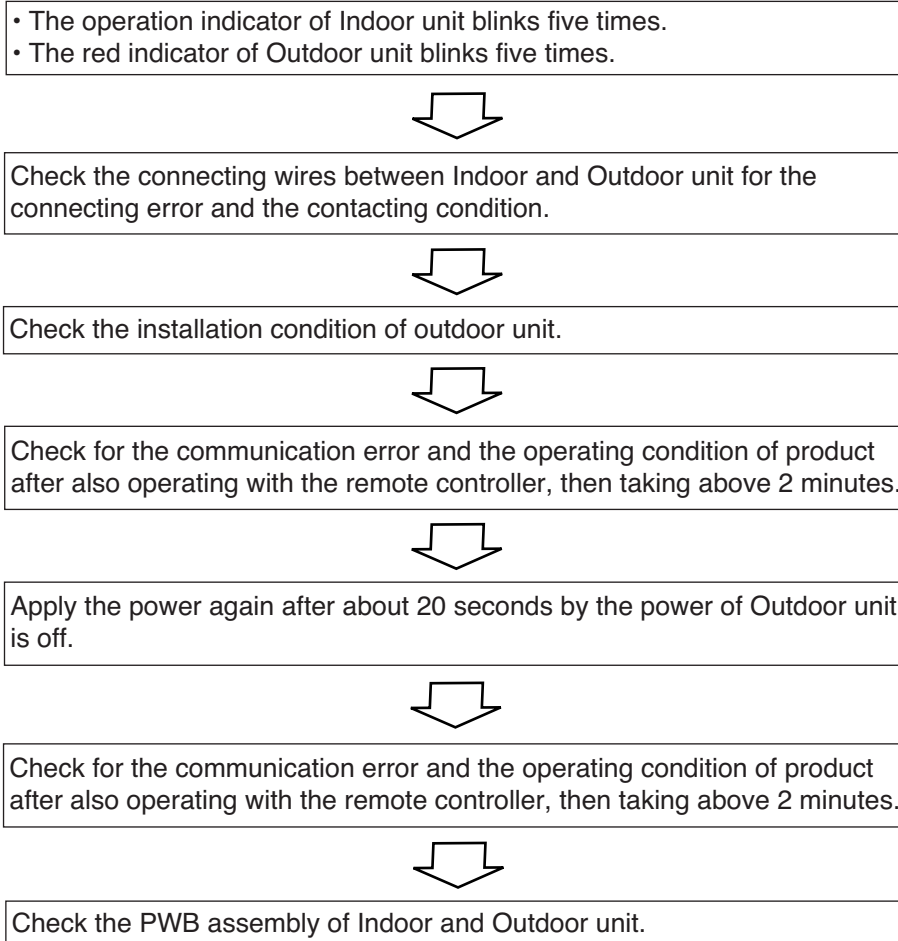 • The operation indicator of Indoor unit blinks five times.
• The red indicator of Outdoor unit blinks five times.
Check the connecting wires between Indoor and Outdoor unit for the
connecting error and the contacting condition.
Check the installation condition of outdoor unit.
Check for the communication error and the operating condition of product
after also operating with the remote controller, then taking above 2 minutes.
Apply the power again after about 20 seconds by the power of Outdoor unit
is off.
Check for the communication error and the operating condition of product
after also operating with the remote controller, then taking above 2 minutes.
Check the PWB assembly of Indoor and Outdoor unit.